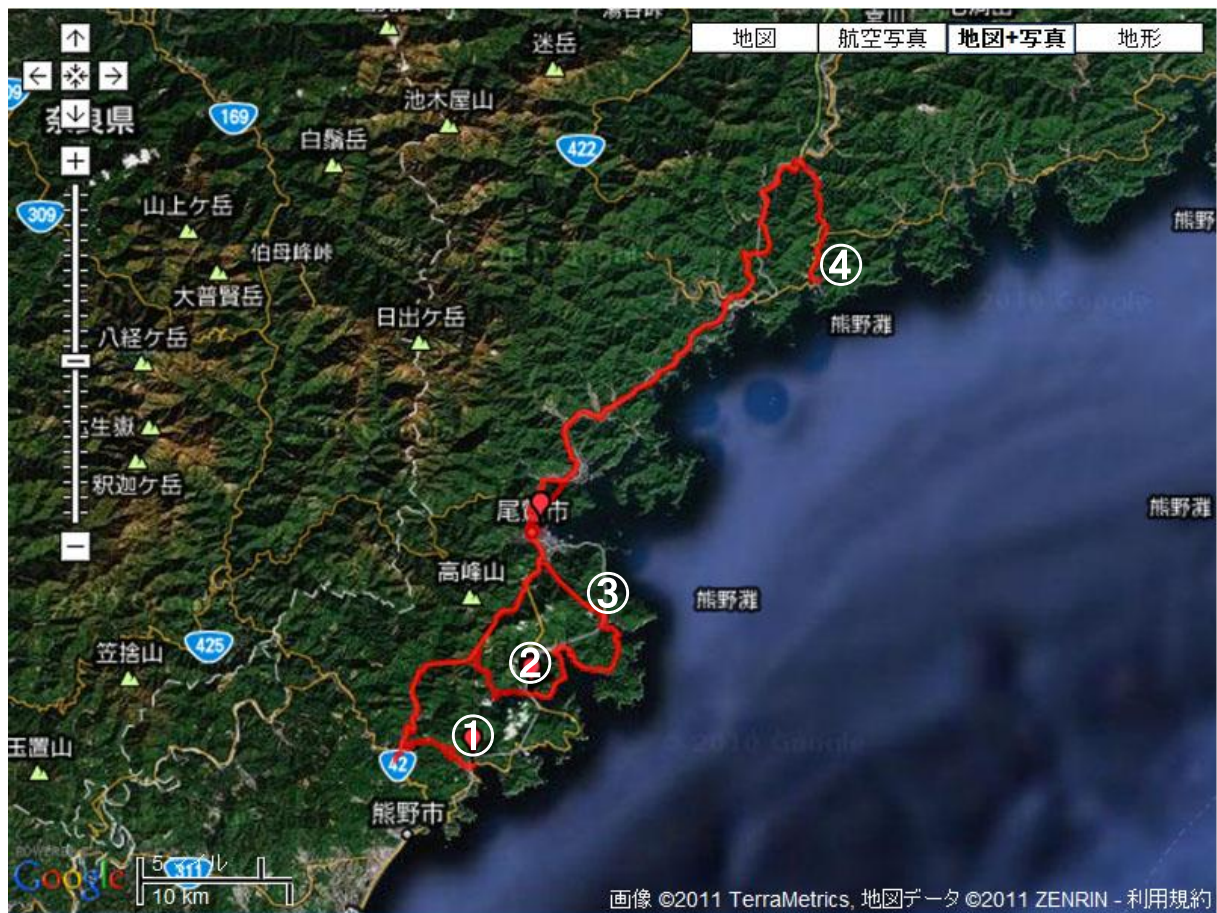 迷岳
地図
航空写真
地図+写真
地形
池木屋山
169
奈良県
白鬚岳
422
山上ケ岳
309
熊野
伯母峰峠
④
大普賢岳
日出ケ岳
熊野灘
八経ケ岳
生嶽
釈迦ケ岳
尾鷲市
熊野灘
高峰山
③
熊野灘
425
笠捨山
②
①
玉置山
42
熊野市
POWERED
Google
5 マイル
311
10 km
画像 ©2011 TerraMetrics, 地図データ ©2011 ZENRIN - 利用規約